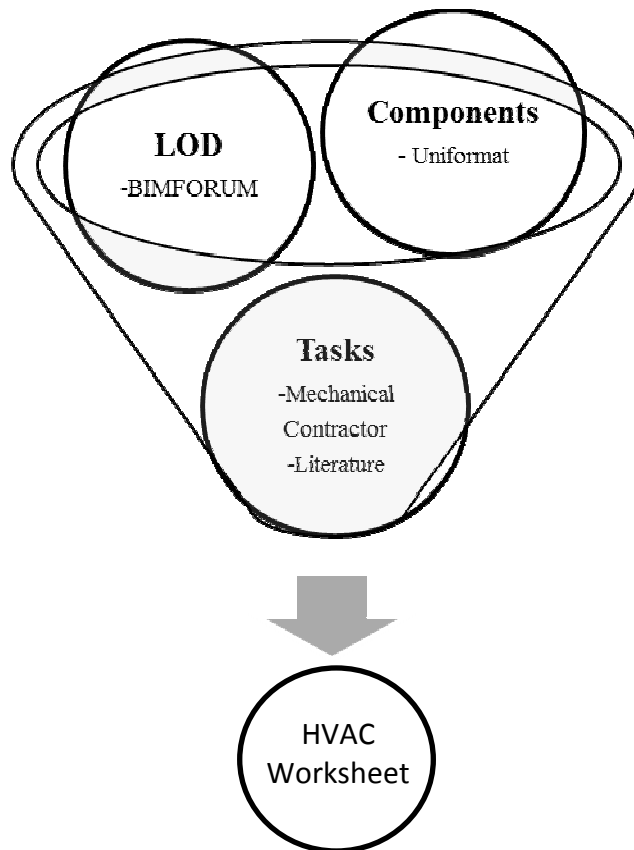 LOD
-BIMFORUM
Components
- Uniformat
Tasks
-Mechanical
Contractor
-Literature
HVAC
Worksheet